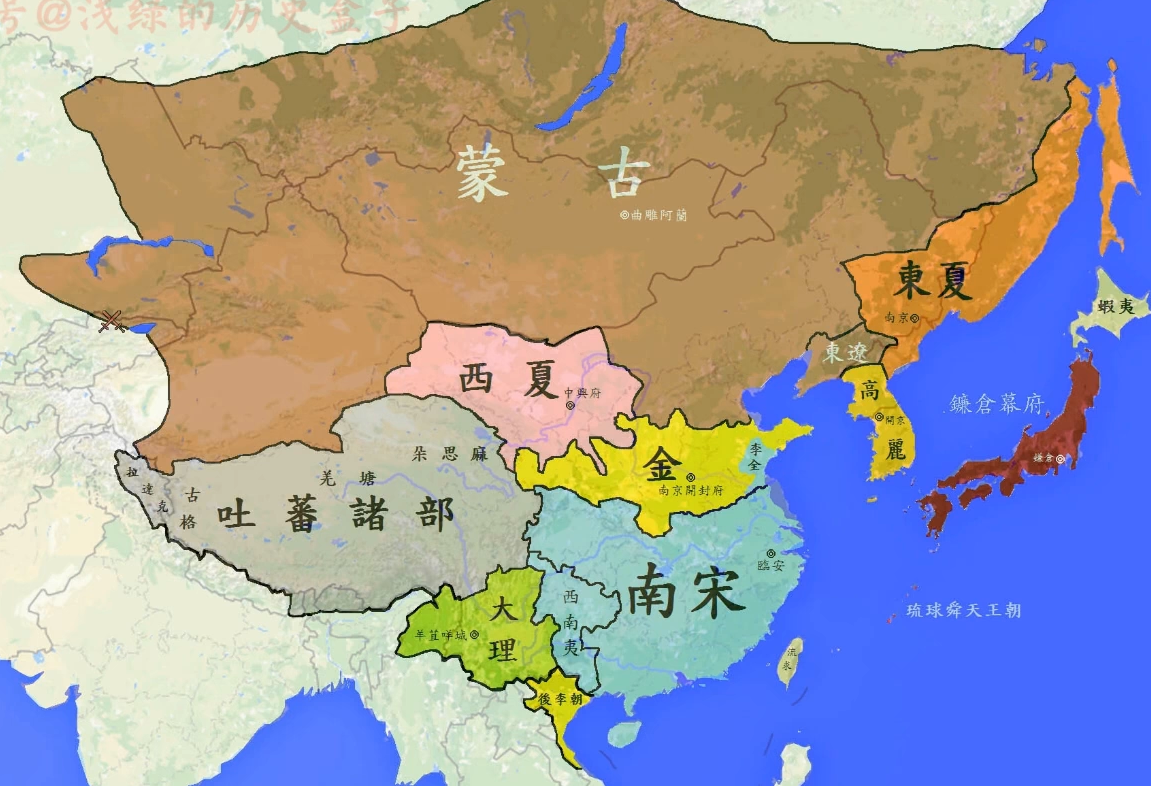 号@浅绿的历史盒子
蒙古
曲雕阿蘭
東夏
南京
蝦夷
東遼
西夏
中興府
高麗
開京
鐮倉幕府
鐮倉
李全
金
南京開封府
朵思麻
羌塘
拉達克
古格
吐蕃諸部
臨安
南宋
西南夷
大理
羊苴咩城
琉球舜天王朝
流求
後李朝